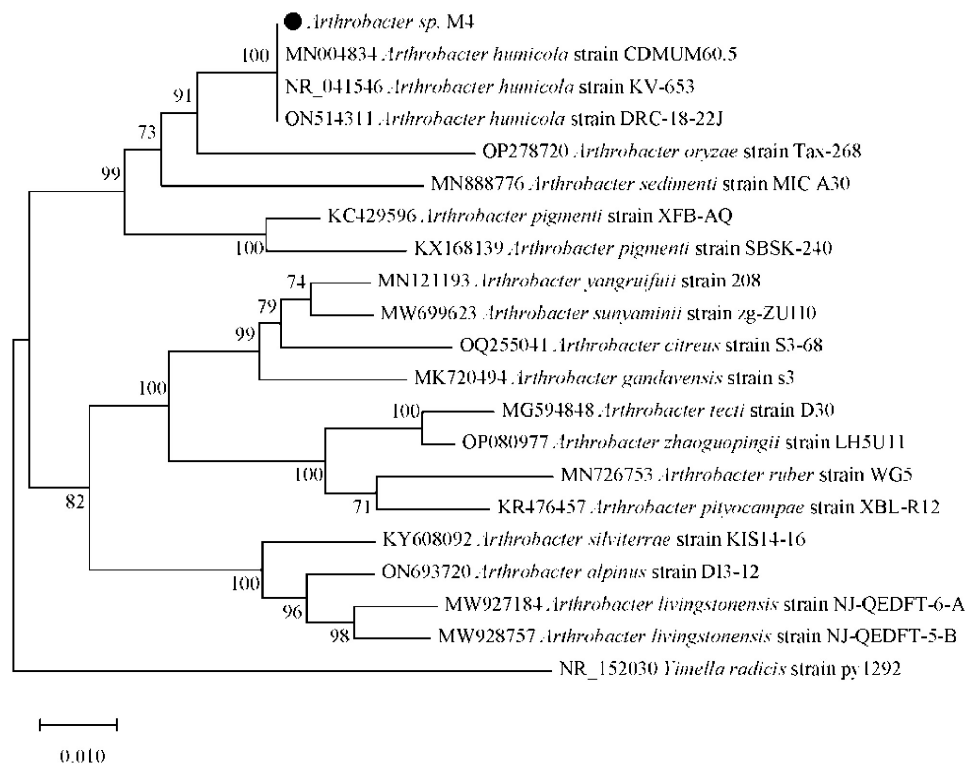 Arthrobacter sp. M4
100
MN004834 Arthrobacter humicola strain CDMUM60.5
NR_041546 Arthrobacter humicola strain KV-653
91
ON514311 Arthrobacter humicola strain DRC-18-22J
73
OP278720 Arthrobacter oryzae strain Tax-268
99
MN888776 Arthrobacter sedimenti strain MIC A30
KC429596 Arthrobacter pigmenti strain XFB-AQ
100
KX168139 Arthrobacter pigmenti strain SBSK-240
74
MN121193 Arthrobacter yangruifuii strain 208
79
MW699623 Arthrobacter sunyaminii strain zg-ZUI10
99
OQ255041 Arthrobacter citreus strain S3-68
100
MK720494 Arthrobacter gandavensis strain s3
100
MG594848 Arthrobacter tecti strain D30
OP080977 Arthrobacter zhaoguopingii strain LH5U11
100
MN726753 Arthrobacter ruber strain WG5
82
71
KR476457 Arthrobacter pityocampae strain XBL-R12
KY608092 Arthrobacter silviterrae strain KIS14-16
100
ON693720 Arthrobacter alpinus strain DI3-12
96
MW927184 Arthrobacter livingstonensis strain NJ-QEDFT-6-A
98
MW928757 Arthrobacter livingstonensis strain NJ-QEDFT-5-B
NR_152030 Yimella radicis strain py1292
0.010